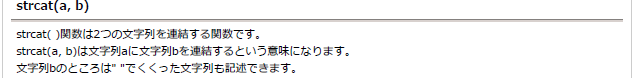 strcat(a, b)
strcat( )関数は2つの文字列を連結する関数です。
strcat(a, b)は文字列aに文字列bを連結するという意味になります。
文字列bのところは" "でくくった文字列も記述できます。